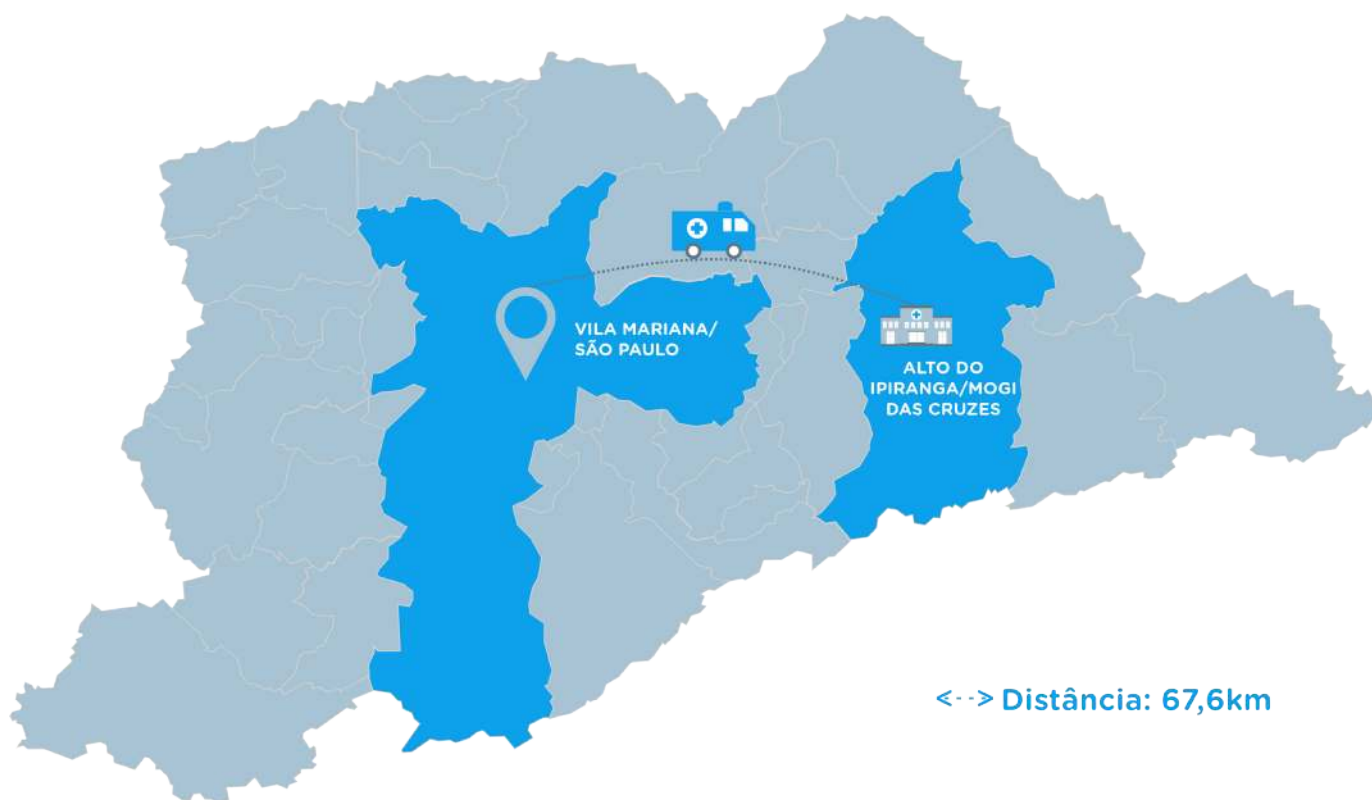 VILA MARIANA/
SÃO PAULO
ALTO DO
IPIRANGA/MOGI
DAS CRUZES
<--> Distância: 67,6km